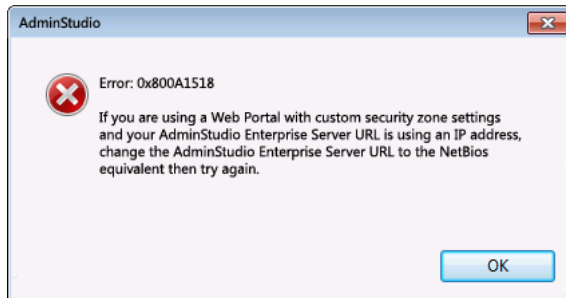 AdminStudio
Error: 0x800A1518
If you are using a Web Portal with custom security zone settings
and your AdminStudio Enterprise Server URL is using an IP address,
change the AdminStudio Enterprise Server URL to the NetBios
equivalent then try again.
OK